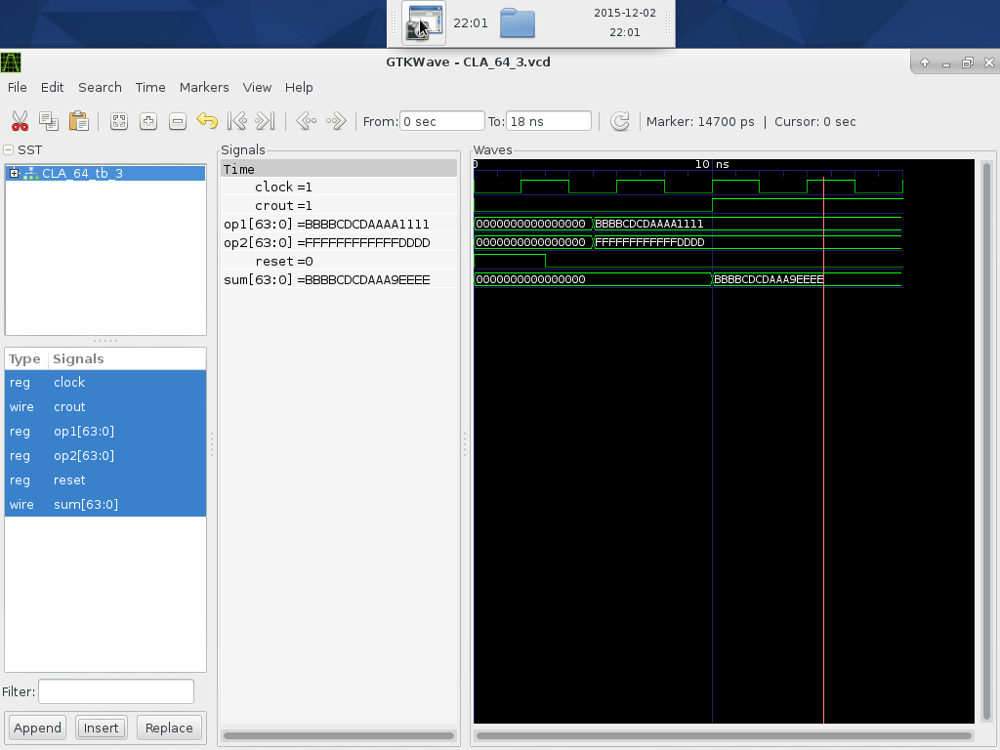 22:01
2015-12-02
22:01
GTKWave - CLA_64_3.vcd
File Edit Search Time Markers View Help
From: 0 sec To: 18 ns Marker: 14700 ps | Cursor: 0 sec
SST
CLA_64_tb_3
Type Signals
reg clock
wire crout
reg op1[63:0]
reg op2[63:0]
reg reset
wire sum[63:0]
Filter:
Append Insert Replace
Signals
Time
clock =1
crout =1
op1[63:0] =BBBBCDCDAAAA1111
op2[63:0] =FFFFFFFFFFFFDDDD
reset =0
sum[63:0] =BBBBCDCDAAA9EEEE
Waves
0 10 ns
0000000000000000 BBBBCDCDAAAA1111
0000000000000000 FFFFFFFFFFFFDDDD
0000000000000000 BBBBCDCDAAA9EEEE